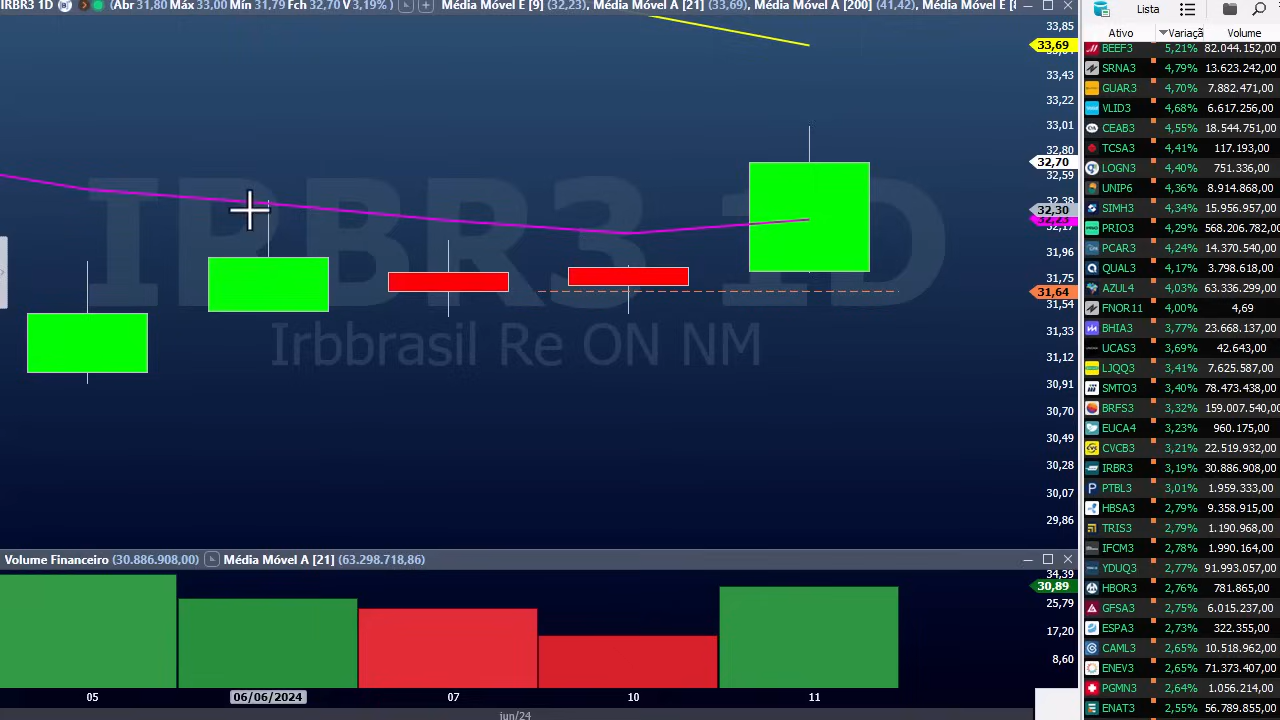 IRBR3 1D (Abr 31,80 Máx 33,00 Mín 31,79 Fch 32,70 V 3,19% ) Média Móvel E [9] (32,23), Média Móvel A [21] (33,69), Média Móvel A [200] (41,42), Média Móvel E [8
33,85
33,69
33,43
33,22
33,01
32,80
32,70
32,59
32,38
32,30
32,23
32,17
31,96
31,75
31,64
31,54
31,33
31,12
30,91
30,70
30,49
30,28
30,07
29,86
IRBR3 1D
Irbbrasil Re ON NM
Volume Financeiro (30.886.908,00) Média Móvel A [21] (63.298.718,86)
34,39
30,89
25,79
17,20
8,60
05 06/06/2024 07 10 11
jun/24
Lista
Ativo Variaçã Volume
BEEF3 5,21% 82.044.152,00
SRNA3 4,79% 13.623.242,00
GUAR3 4,70% 7.882.471,00
VLID3 4,68% 6.617.256,00
CEAB3 4,55% 18.544.751,00
TCSA3 4,41% 117.193,00
LOGN3 4,40% 751.336,00
UNIP6 4,36% 8.914.868,00
SIMH3 4,34% 15.956.957,00
PRIO3 4,29% 568.206.782,00
PCAR3 4,24% 14.370.540,00
QUAL3 4,17% 3.798.618,00
AZUL4 4,03% 63.336.299,00
FNOR11 4,00% 4,69
BHIA3 3,77% 23.668.137,00
UCAS3 3,69% 42.643,00
LJQQ3 3,41% 7.625.587,00
SMTO3 3,40% 78.473.438,00
BRFS3 3,32% 159.007.540,00
EUCA4 3,23% 960.175,00
CVCB3 3,21% 22.519.932,00
IRBR3 3,19% 30.886.908,00
PTBL3 3,01% 1.959.333,00
HBSA3 2,79% 9.358.915,00
TRIS3 2,79% 1.190.968,00
IFCM3 2,78% 1.990.164,00
YDUQ3 2,77% 91.993.057,00
HBOR3 2,76% 781.865,00
GFSA3 2,75% 6.015.237,00
ESPA3 2,73% 322.355,00
CAML3 2,65% 10.518.962,00
ENEV3 2,65% 71.373.407,00
PGMN3 2,64% 1.056.214,00
ENAT3 2,55% 56.789.855,00